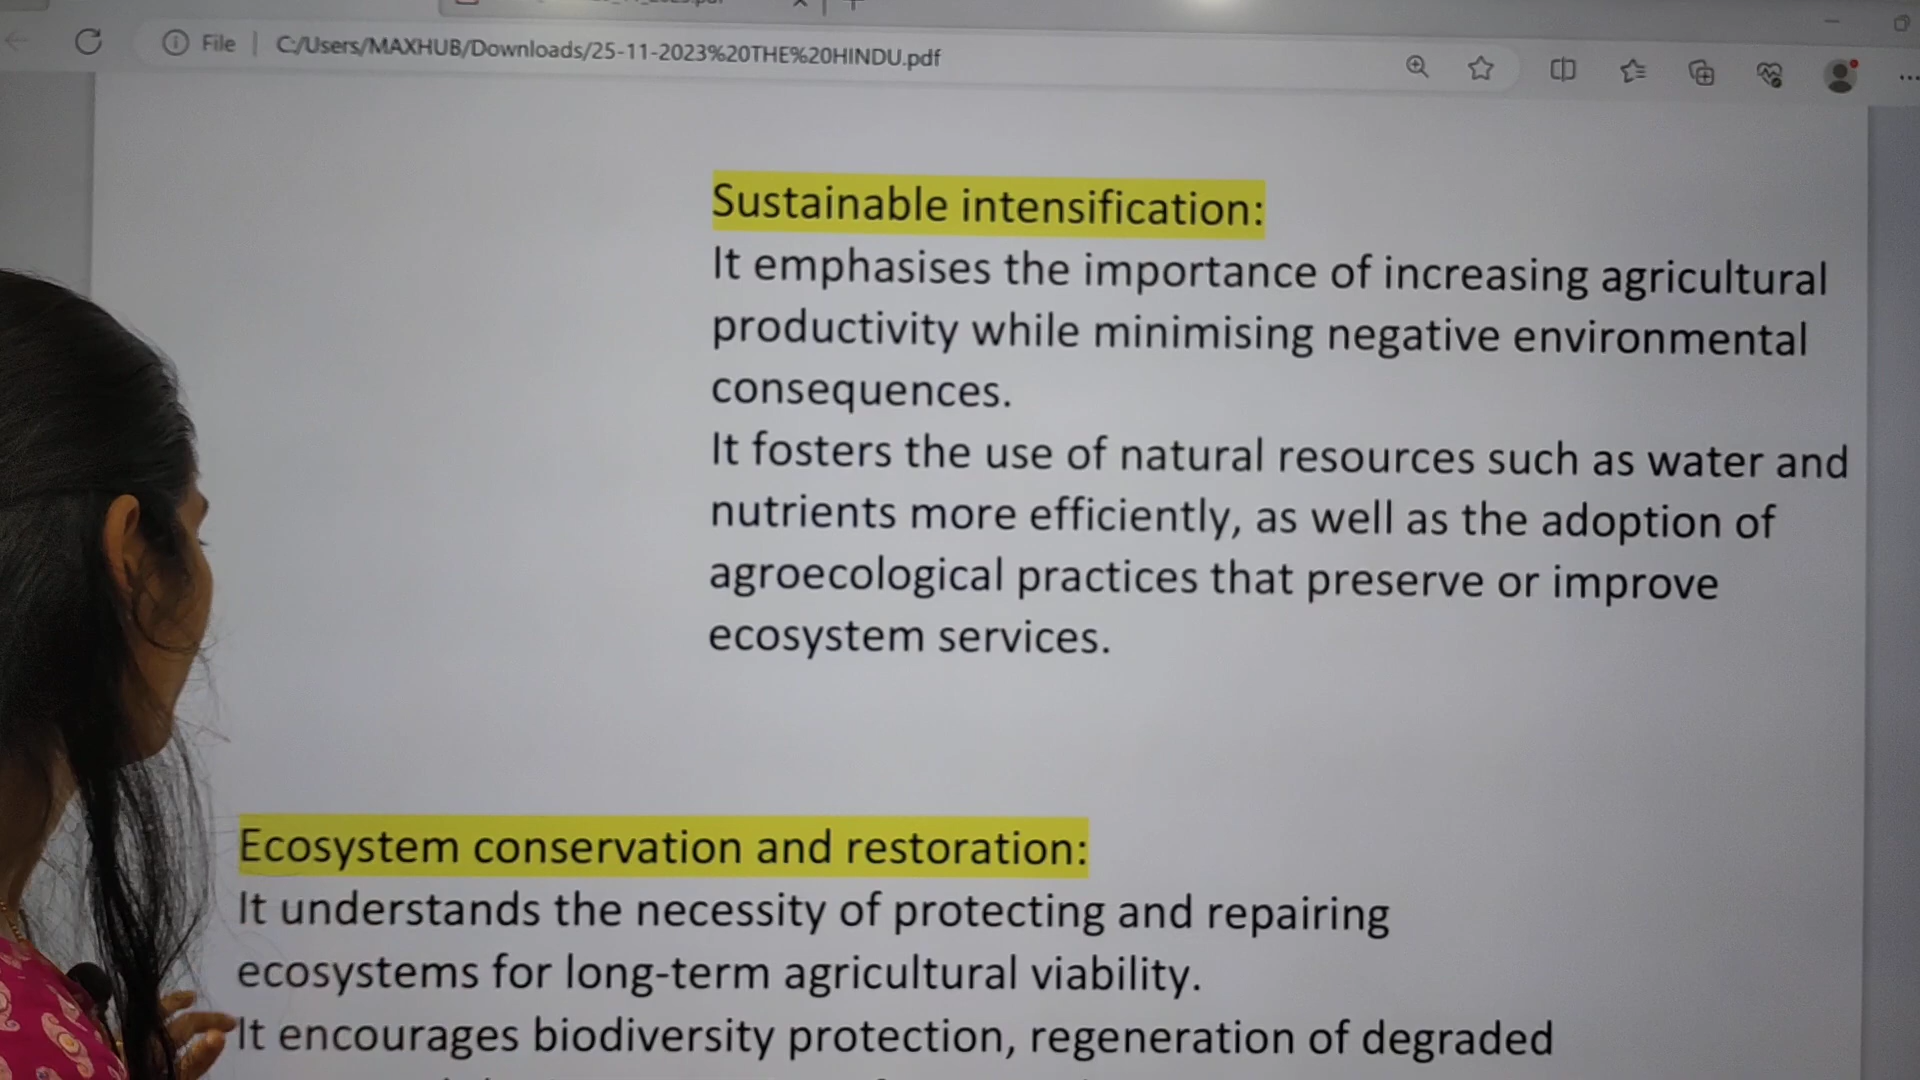 File | C:/Users/MAXHUB/Downloads/25-11-2023%20THE%20HINDU.pdf
Sustainable intensification:
It emphasises the importance of increasing agricultural
productivity while minimising negative environmental
consequences.
It fosters the use of natural resources such as water and
nutrients more efficiently, as well as the adoption of
agroecological practices that preserve or improve
ecosystem services.
Ecosystem conservation and restoration:
It understands the necessity of protecting and repairing
ecosystems for long-term agricultural viability.
It encourages biodiversity protection, regeneration of degraded